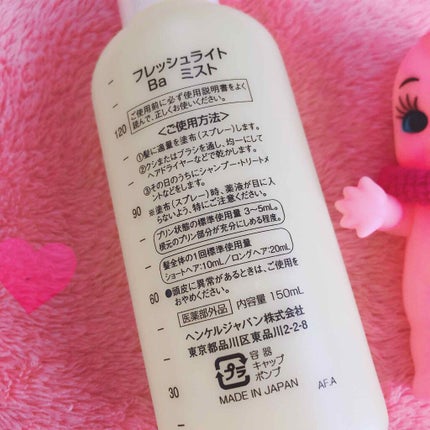 フレッシュライト
Ba ミスト
ご使用前に必ず使用説明書をよく
読んで、正しくお使いください。
120
<ご使用方法>
①髪に適量を塗布(スプレー)します。
②クシまたはブラシを通し、均一にして
ヘアドライヤーなどで乾かします。
③その日のうちにシャンプー・トリートメ
ントなどをします。
※塗布(スプレー)時、薬液が目に入
らないよう、特にご注意ください。
90
プリン状態の標準使用量 3〜5mL。
根元のプリン部分が充分にしめる程度。
髪全体の1回標準使用量
ショートヘア:10mL/ロングヘア:20mL
60
●頭皮に異常があるときは、ご使用を
おやめください。
医薬部外品 内容量 150mL
ヘンケルジャパン株式会社
東京都品川区東品川2-2-8
プラ
容器
キャップ
ポンプ
30
MADE IN JAPAN AF.A